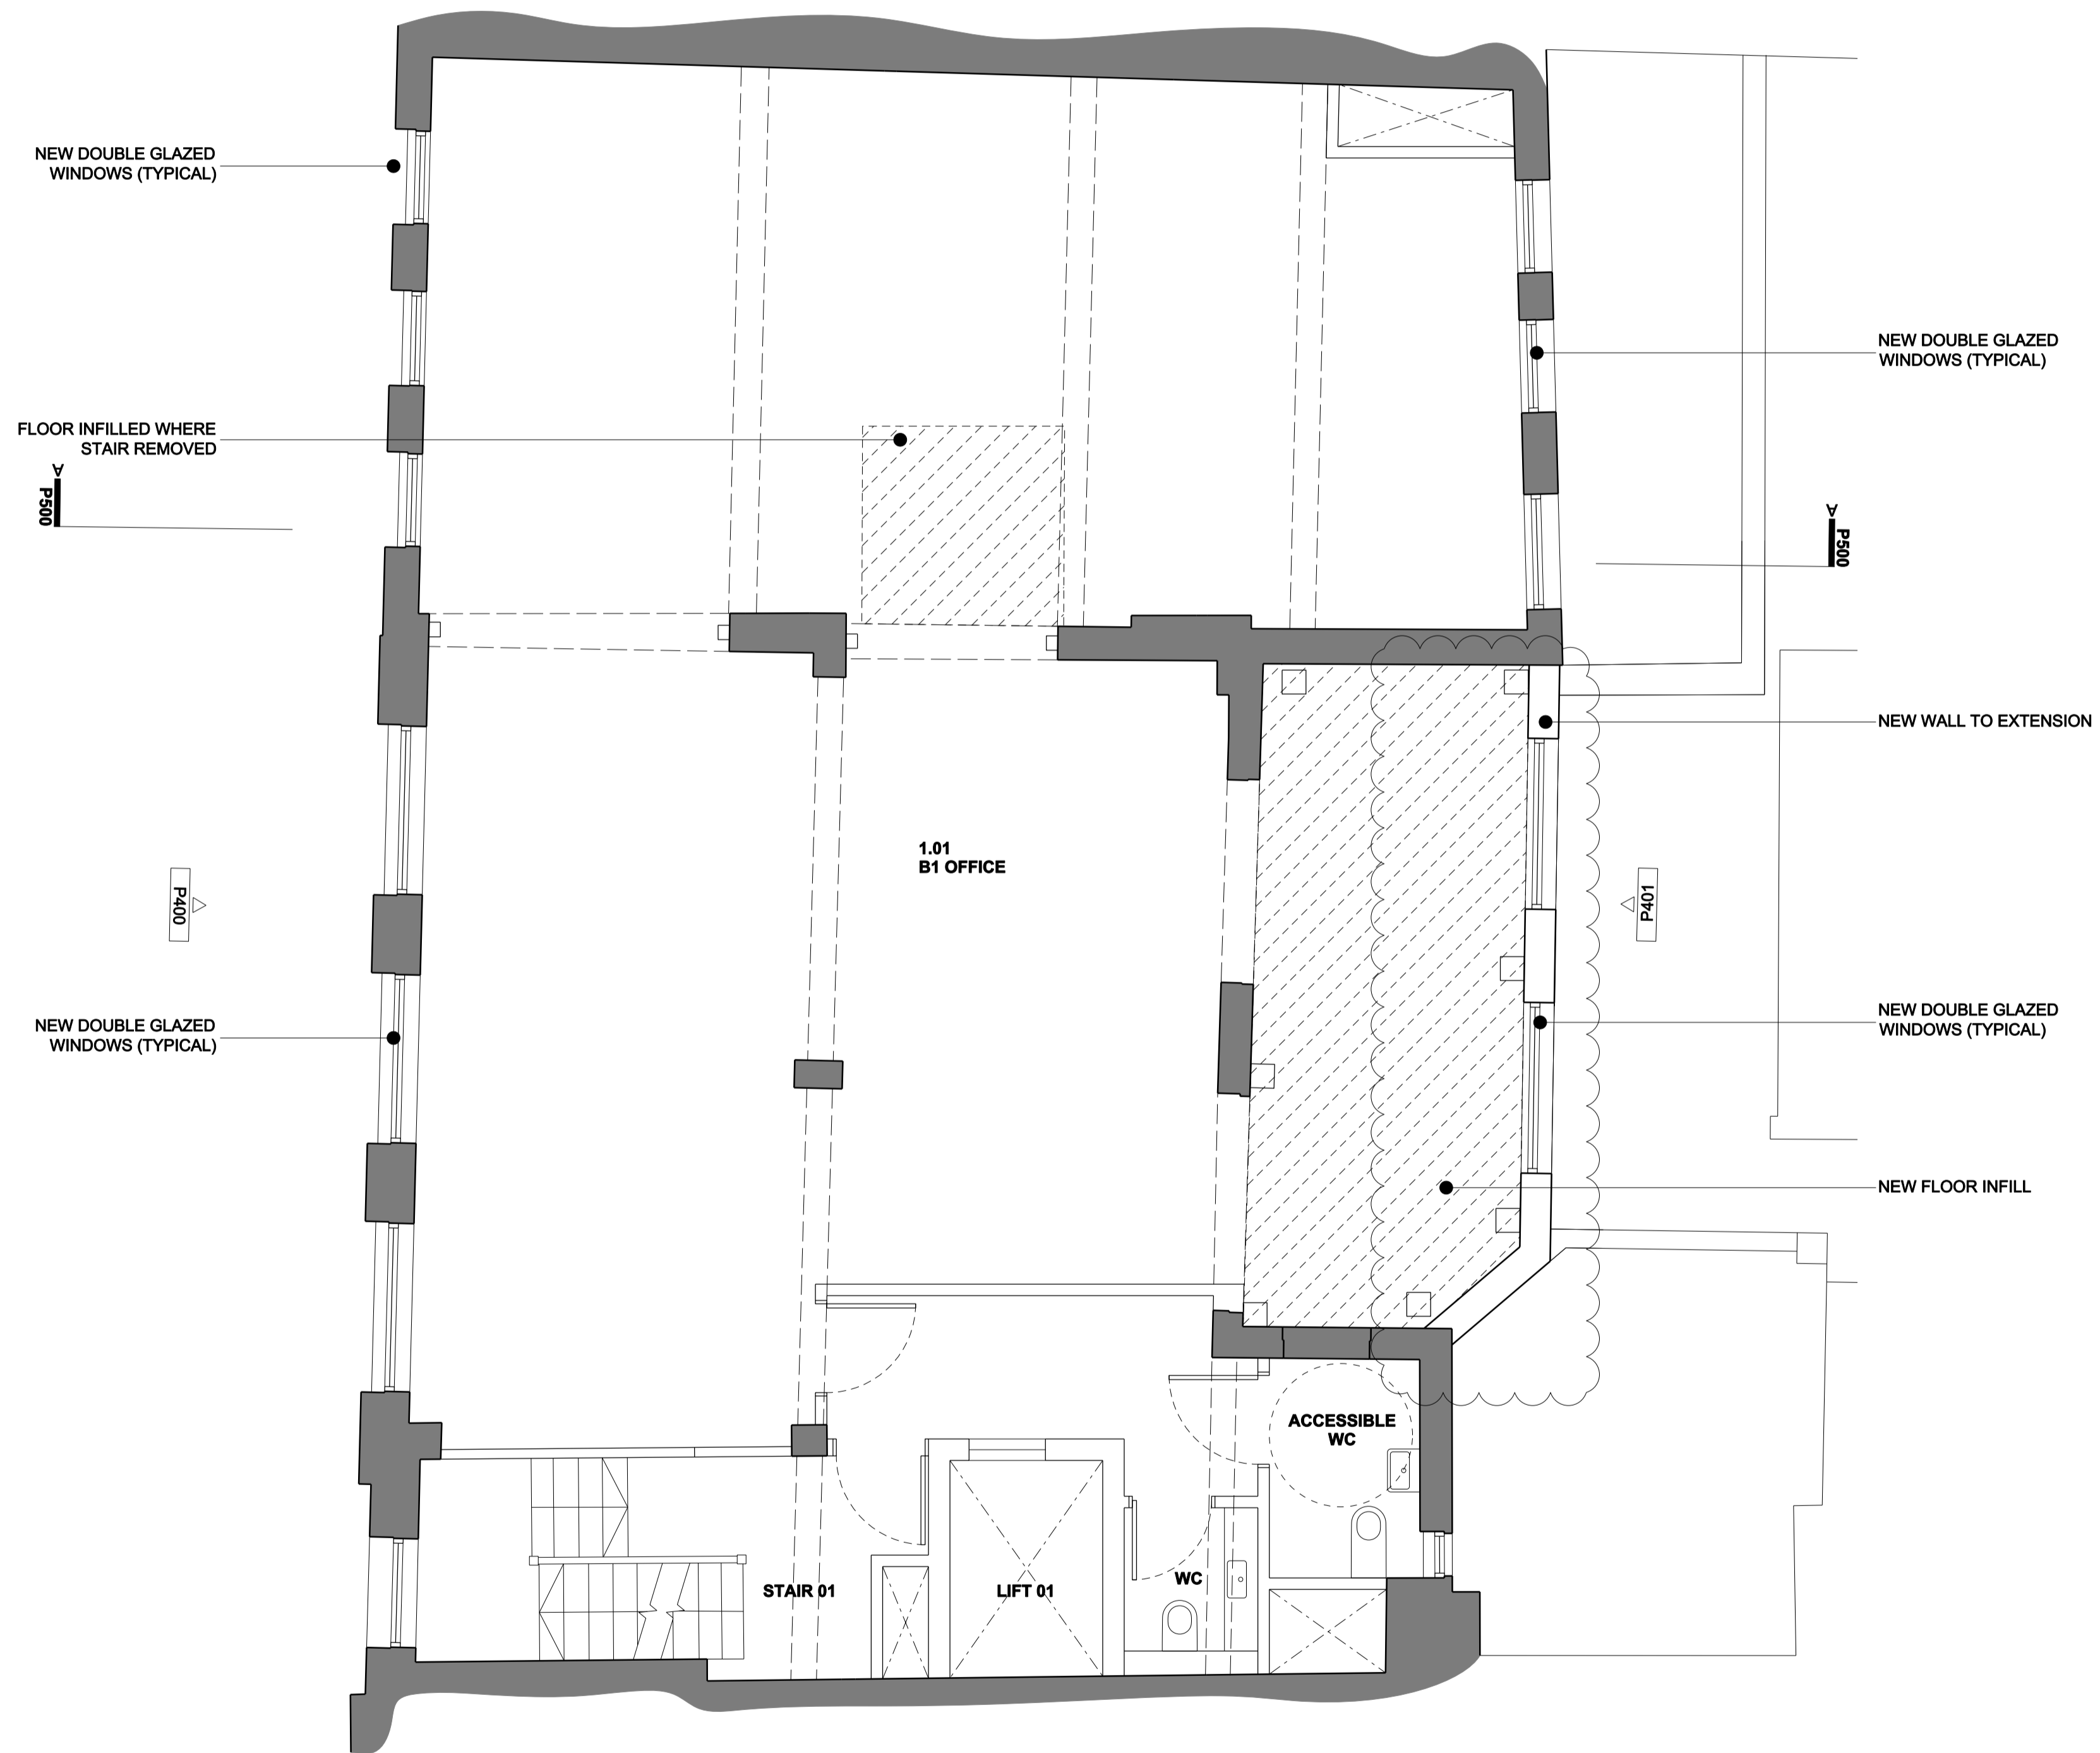 NEW DOUBLE GLAZED
WINDOWS (TYPICAL)
NEW DOUBLE GLAZED
WINDOWS (TYPICAL)
FLOOR INFILLED WHERE
STAIR REMOVED
A
P500
A
P500
NEW WALL TO EXTENSION
1.01
B1 OFFICE
P400
P401
NEW DOUBLE GLAZED
WINDOWS (TYPICAL)
NEW DOUBLE GLAZED
WINDOWS (TYPICAL)
NEW FLOOR INFILL
ACCESSIBLE
WC
STAIR 01
LIFT 01
WC